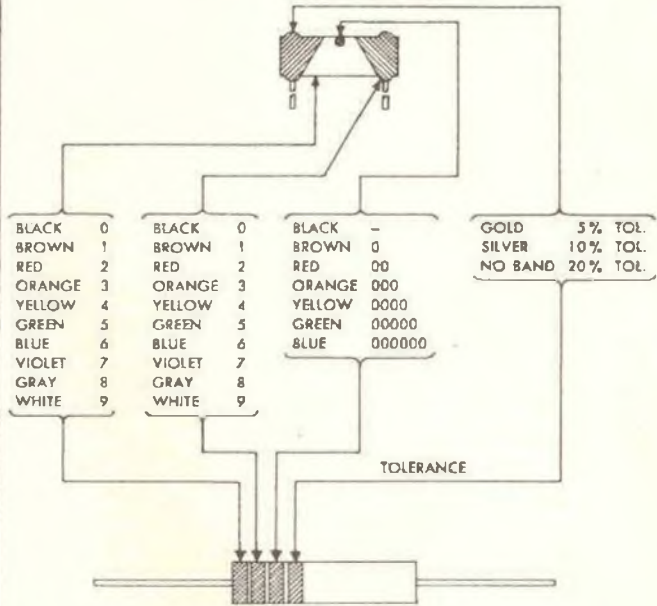 BLACK 0
BROWN 1
RED 2
ORANGE 3
YELLOW 4
GREEN 5
BLUE 6
VIOLET 7
GRAY 8
WHITE 9
BLACK 0
BROWN 1
RED 2
ORANGE 3
YELLOW 4
GREEN 5
BLUE 6
VIOLET 7
GRAY 8
WHITE 9
BLACK –
BROWN 0
RED 00
ORANGE 000
YELLOW 0000
GREEN 00000
BLUE 000000
GOLD 5% TOL.
SILVER 10% TOL.
NO BAND 20% TOL.
TOLERANCE